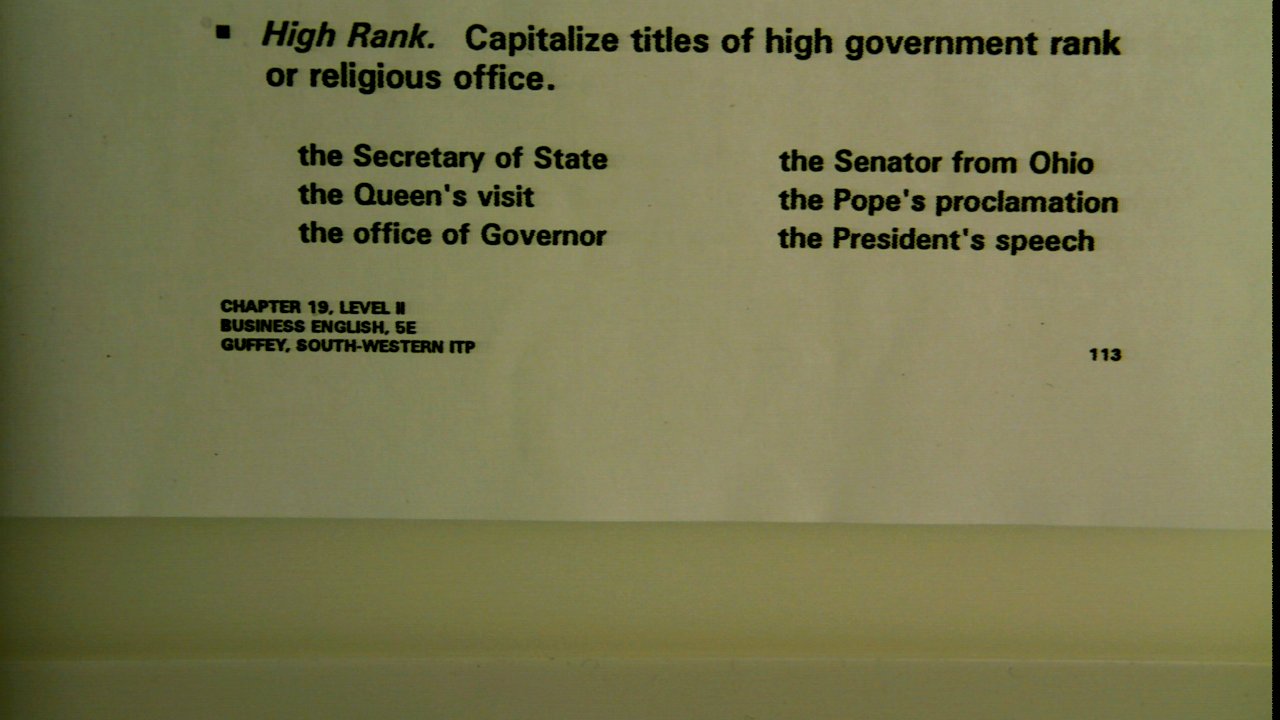 ▪ High Rank. Capitalize titles of high government rank
or religious office.
the Secretary of State the Senator from Ohio
the Queen's visit the Pope's proclamation
the office of Governor the President's speech
CHAPTER 19, LEVEL II
BUSINESS ENGLISH, 5E
GUFFEY, SOUTH-WESTERN ITP
113